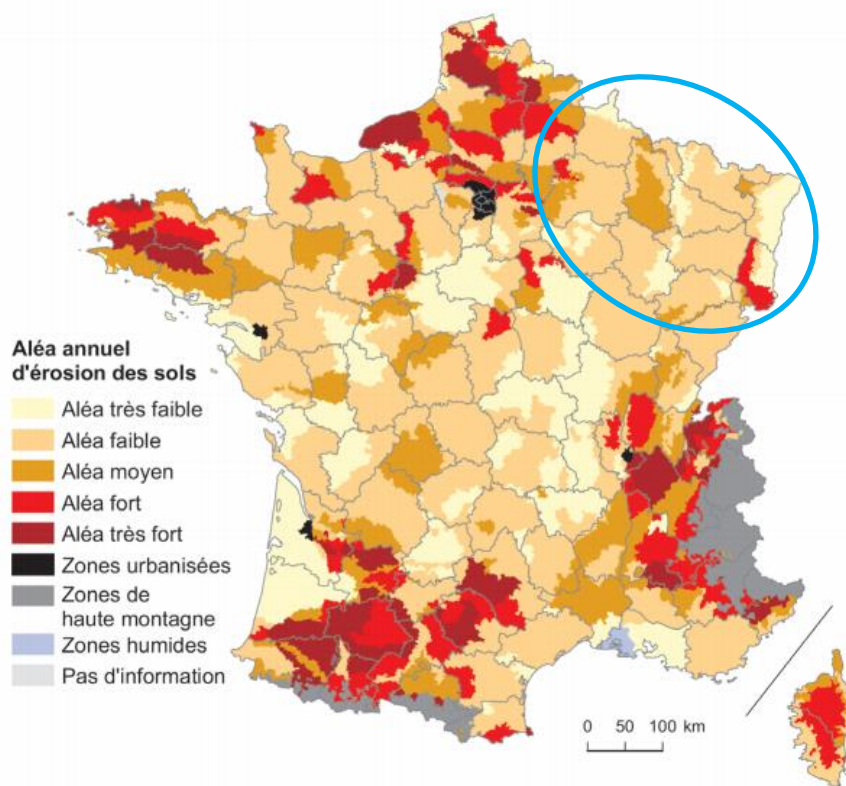 Aléa annuel
d'érosion des sols
Aléa très faible
Aléa faible
Aléa moyen
Aléa fort
Aléa très fort
Zones urbanisées
Zones de
haute montagne
Zones humides
Pas d'information
0 50 100 km